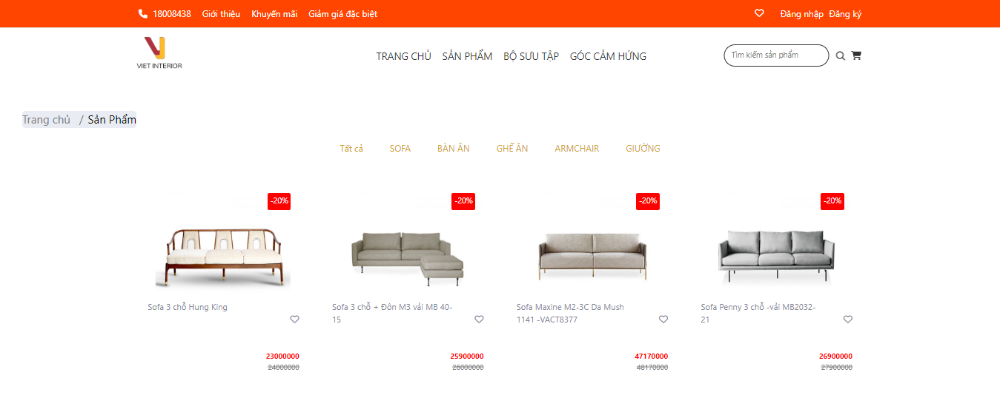 18008438 Giới thiệu Khuyến mãi Giảm giá đặc biệt Đăng nhập Đăng ký
VIET INTERIOR
TRANG CHỦ SẢN PHẨM BỘ SƯU TẬP GÓC CẢM HỨNG Tìm kiếm sản phẩm
Trang chủ / Sản Phẩm
Tất cả SOFA BÀN ĂN GHẾ ĂN ARMCHAIR GIƯỜNG
-20% -20% -20% -20%
Sofa 3 chỗ Hung King
Sofa 3 chỗ + Đôn M3 vải MB 40-
15
Sofa Maxine M2-3C Da Mush
1141 -VACT8377
Sofa Penny 3 chỗ -vải MB2032-
21
23000000 25900000 47170000 26900000
24000000 26000000 48170000 27900000